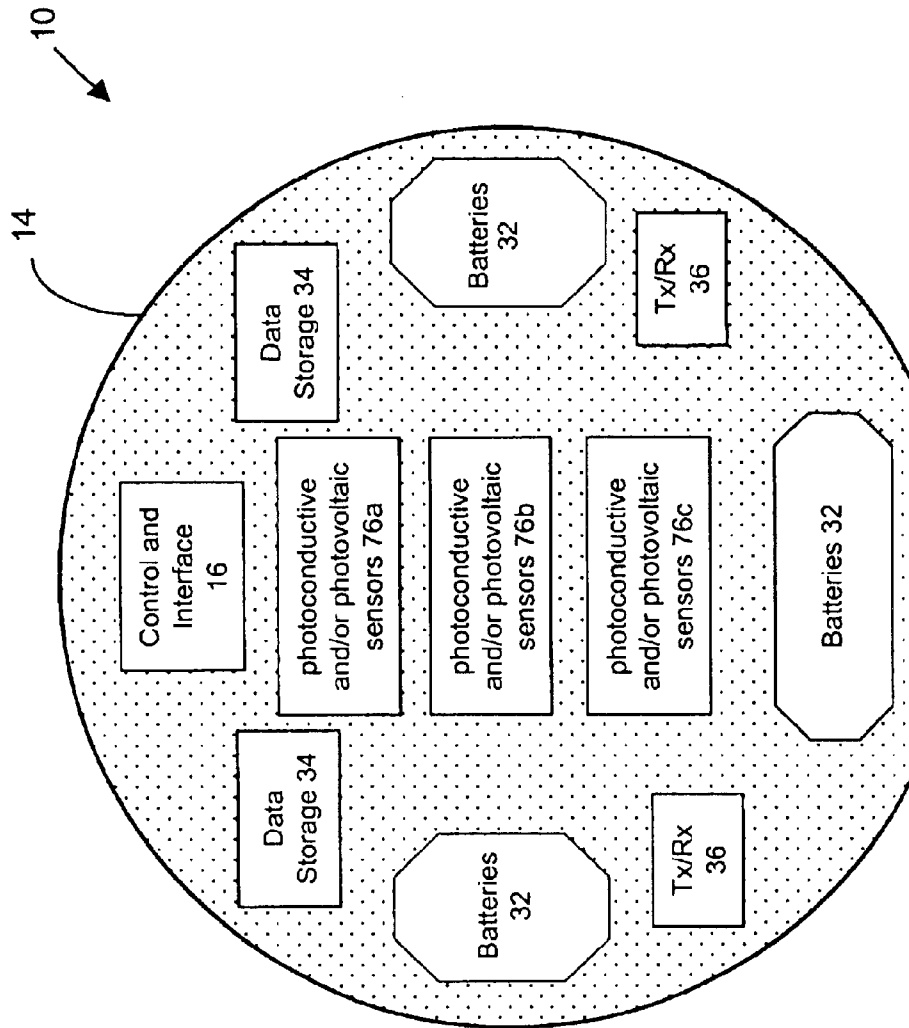 10
14
Control and
Interface
16
Data
Storage 34
Data
Storage 34
photoconductive
and/or photovoltaic
sensors 76a
photoconductive
and/or photovoltaic
sensors 76b
photoconductive
and/or photovoltaic
sensors 76c
Batteries
32
Batteries
32
Tx/Rx
36
Tx/Rx
36
Batteries 32